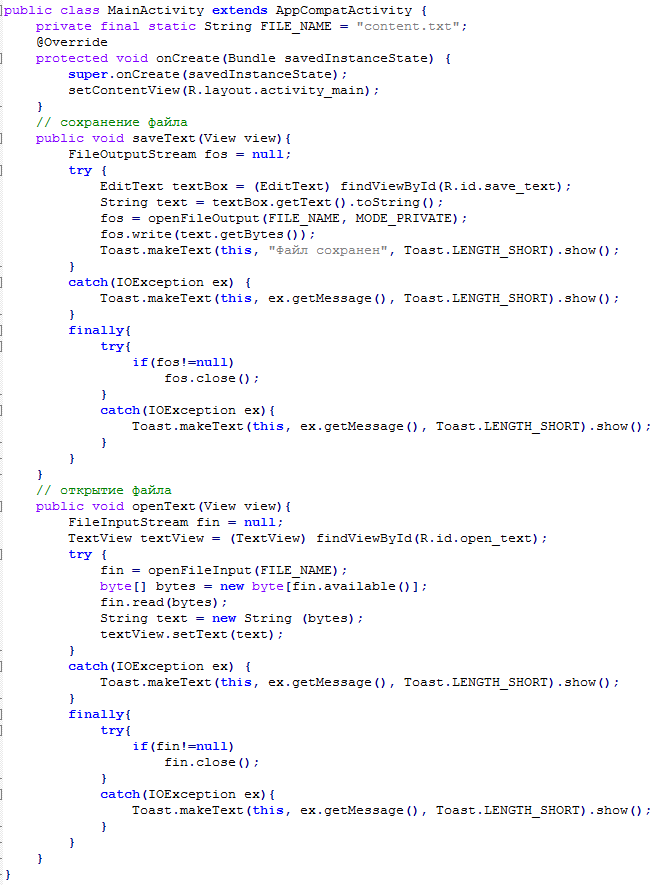 public class MainActivity extends AppCompatActivity {
    private final static String FILE_NAME = "content.txt";
    @Override
    protected void onCreate(Bundle savedInstanceState) {
        super.onCreate(savedInstanceState);
        setContentView(R.layout.activity_main);
    }
    // сохранение файла
    public void saveText(View view){
        FileOutputStream fos = null;
        try {
            EditText textBox = (EditText) findViewById(R.id.save_text);
            String text = textBox.getText().toString();
            fos = openFileOutput(FILE_NAME, MODE_PRIVATE);
            fos.write(text.getBytes());
            Toast.makeText(this, "Файл сохранен", Toast.LENGTH_SHORT).show();
        }
        catch(IOException ex) {
            Toast.makeText(this, ex.getMessage(), Toast.LENGTH_SHORT).show();
        }
        finally{
            try{
                if(fos!=null)
                    fos.close();
            }
            catch(IOException ex){
                Toast.makeText(this, ex.getMessage(), Toast.LENGTH_SHORT).show();
            }
        }
    }
    // открытие файла
    public void openText(View view){
        FileInputStream fin = null;
        TextView textView = (TextView) findViewById(R.id.open_text);
        try {
            fin = openFileInput(FILE_NAME);
            byte[] bytes = new byte[fin.available()];
            fin.read(bytes);
            String text = new String (bytes);
            textView.setText(text);
        }
        catch(IOException ex) {
            Toast.makeText(this, ex.getMessage(), Toast.LENGTH_SHORT).show();
        }
        finally{
            try{
                if(fin!=null)
                    fin.close();
            }
            catch(IOException ex){
                Toast.makeText(this, ex.getMessage(), Toast.LENGTH_SHORT).show();
            }
        }
    }
}